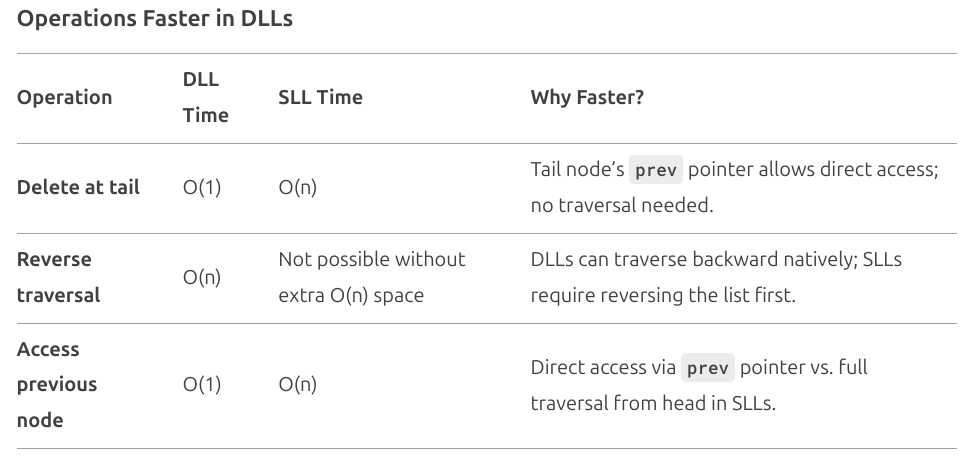 Operations Faster in DLLs
Operation
DLL
Time
SLL Time
Why Faster?
Delete at tail
O(1)
O(n)
Tail node’s prev pointer allows direct access;
no traversal needed.
Reverse
traversal
O(n)
Not possible without
extra O(n) space
DLLs can traverse backward natively; SLLs
require reversing the list first.
Access
previous
node
O(1)
O(n)
Direct access via prev pointer vs. full
traversal from head in SLLs.